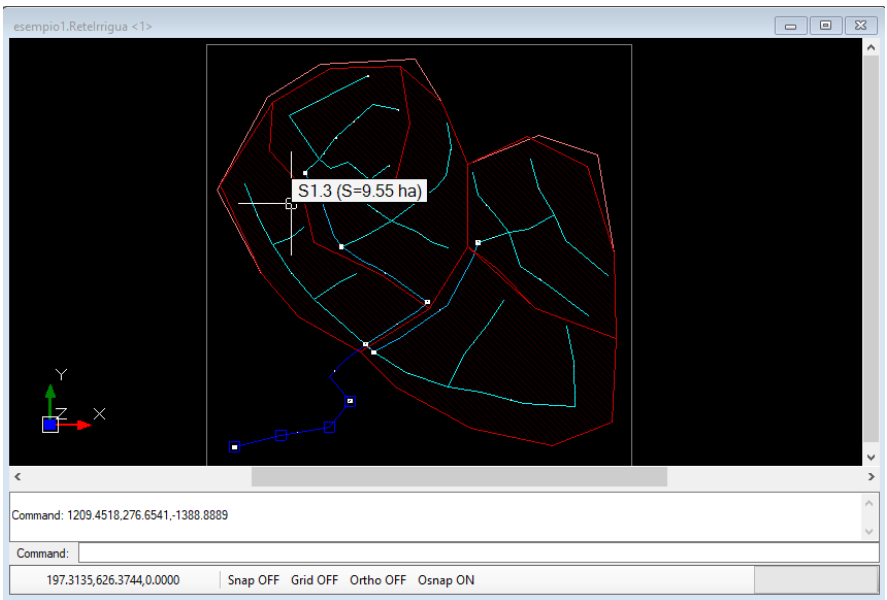 esempio1.ReteIrrigua <1>
S1.3 (S=9.55 ha)
Y
Z
X
Command: 1209.4518,276.6541,-1388.8889
Command:
197.3135,626.3744,0.0000 Snap OFF Grid OFF Ortho OFF Osnap ON